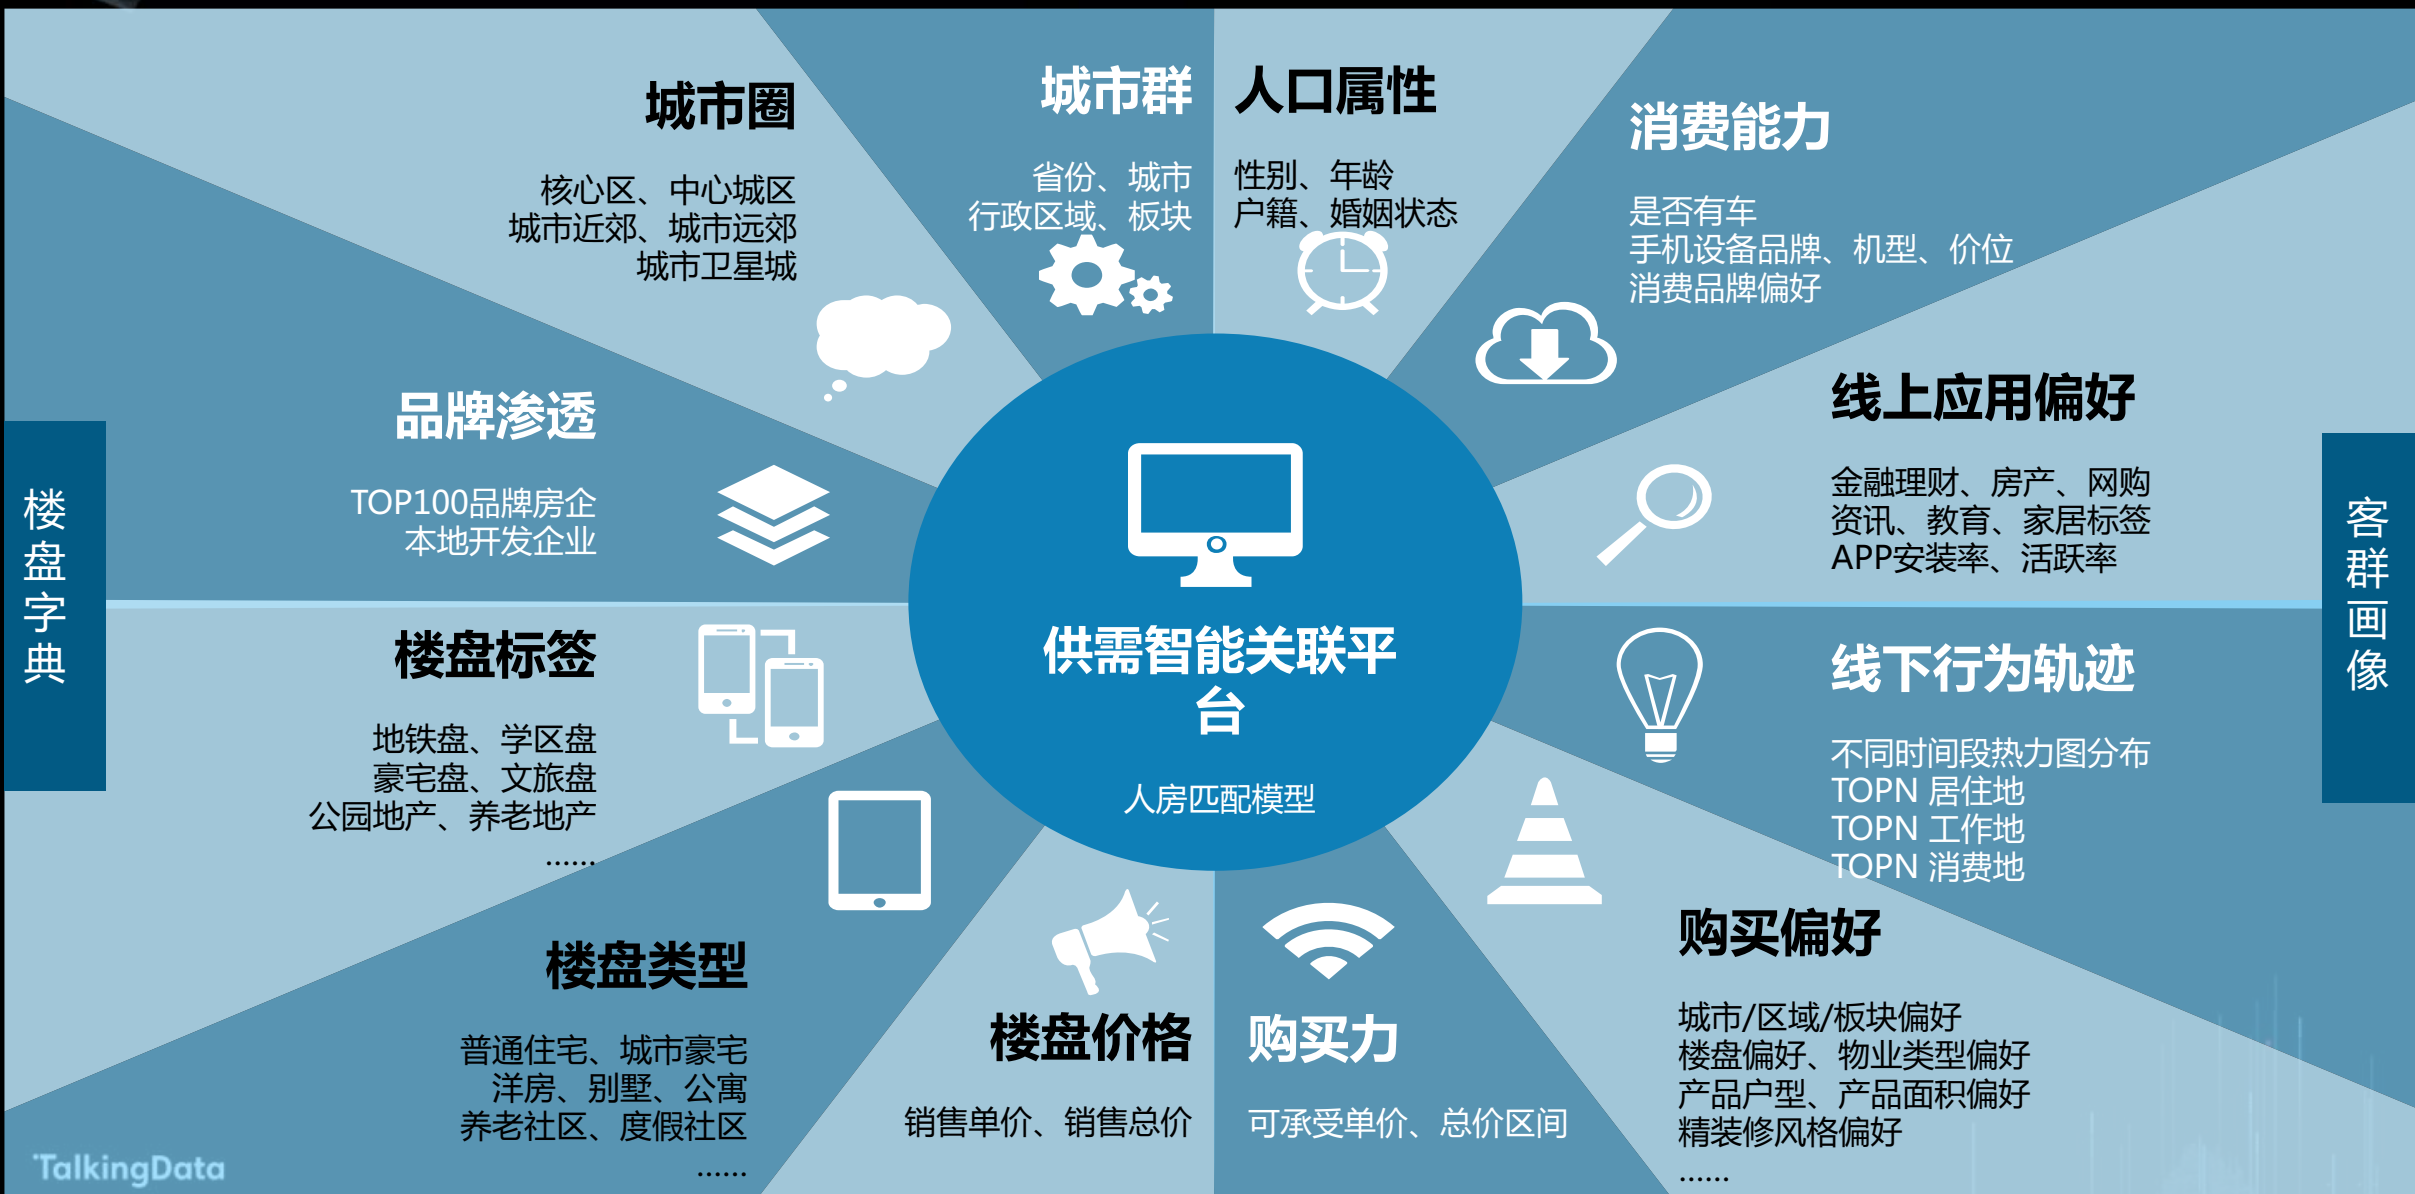 城市圈
核心区、中心城区
城市近郊、城市远郊
城市卫星城
城市群
省份、城市
行政区域、板块
人口属性
性别、年龄
户籍、婚姻状态
消费能力
是否有车
手机设备品牌、机型、价位
消费品牌偏好
品牌渗透
TOP100品牌房企
本地开发企业
线上应用偏好
金融理财、房产、网购
资讯、教育、家居标签
APP安装率、活跃率
楼盘字典
供需智能关联平
台
人房匹配模型
客群画像
楼盘标签
地铁盘、学区盘
豪宅盘、文旅盘
公园地产、养老地产
......
线下行为轨迹
不同时间段热力图分布
TOPN 居住地
TOPN 工作地
TOPN 消费地
楼盘类型
普通住宅、城市豪宅
洋房、别墅、公寓
养老社区、度假社区
......
楼盘价格
销售单价、销售总价
购买力
可承受单价、总价区间
购买偏好
城市/区域/板块偏好
楼盘偏好、物业类型偏好
产品户型、产品面积偏好
精装修风格偏好
......
TalkingData